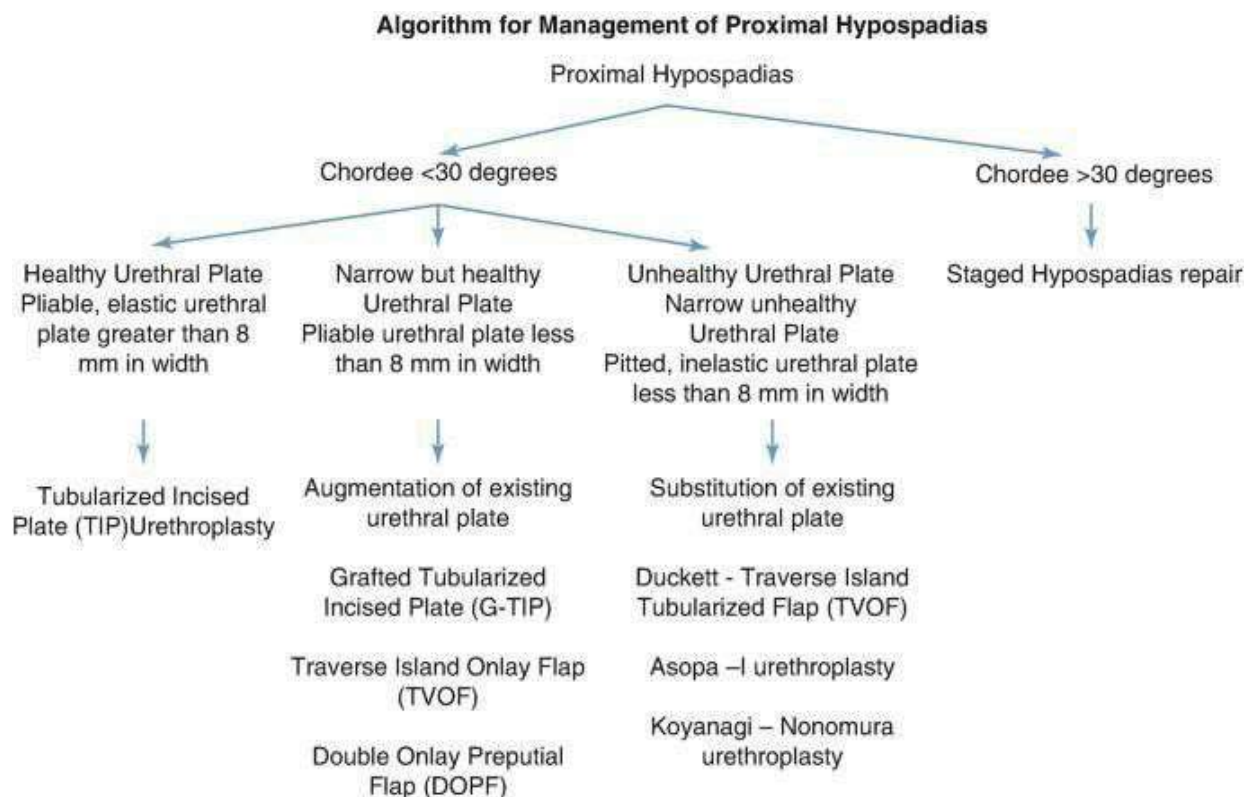 Algorithm for Management of Proximal Hypospadias
Proximal Hypospadias
Chordee <30 degrees
Chordee >30 degrees
Healthy Urethral Plate
Pliable, elastic urethral
plate greater than 8
mm in width
Narrow but healthy
Urethral Plate
Pliable urethral plate less
than 8 mm in width
Unhealthy Urethral Plate
Narrow unhealthy
Urethral Plate
Pitted, inelastic urethral plate
less than 8 mm in width
Staged Hypospadias repair
Tubularized Incised
Plate (TIP)Urethroplasty
Augmentation of existing
urethral plate
Grafted Tubularized
Incised Plate (G-TIP)
Traverse Island Onlay Flap
(TVOF)
Double Onlay Preputial
Flap (DOPF)
Substitution of existing
urethral plate
Duckett - Traverse Island
Tubularized Flap (TVOF)
Asopa –I urethroplasty
Koyanagi – Nonomura
urethroplasty